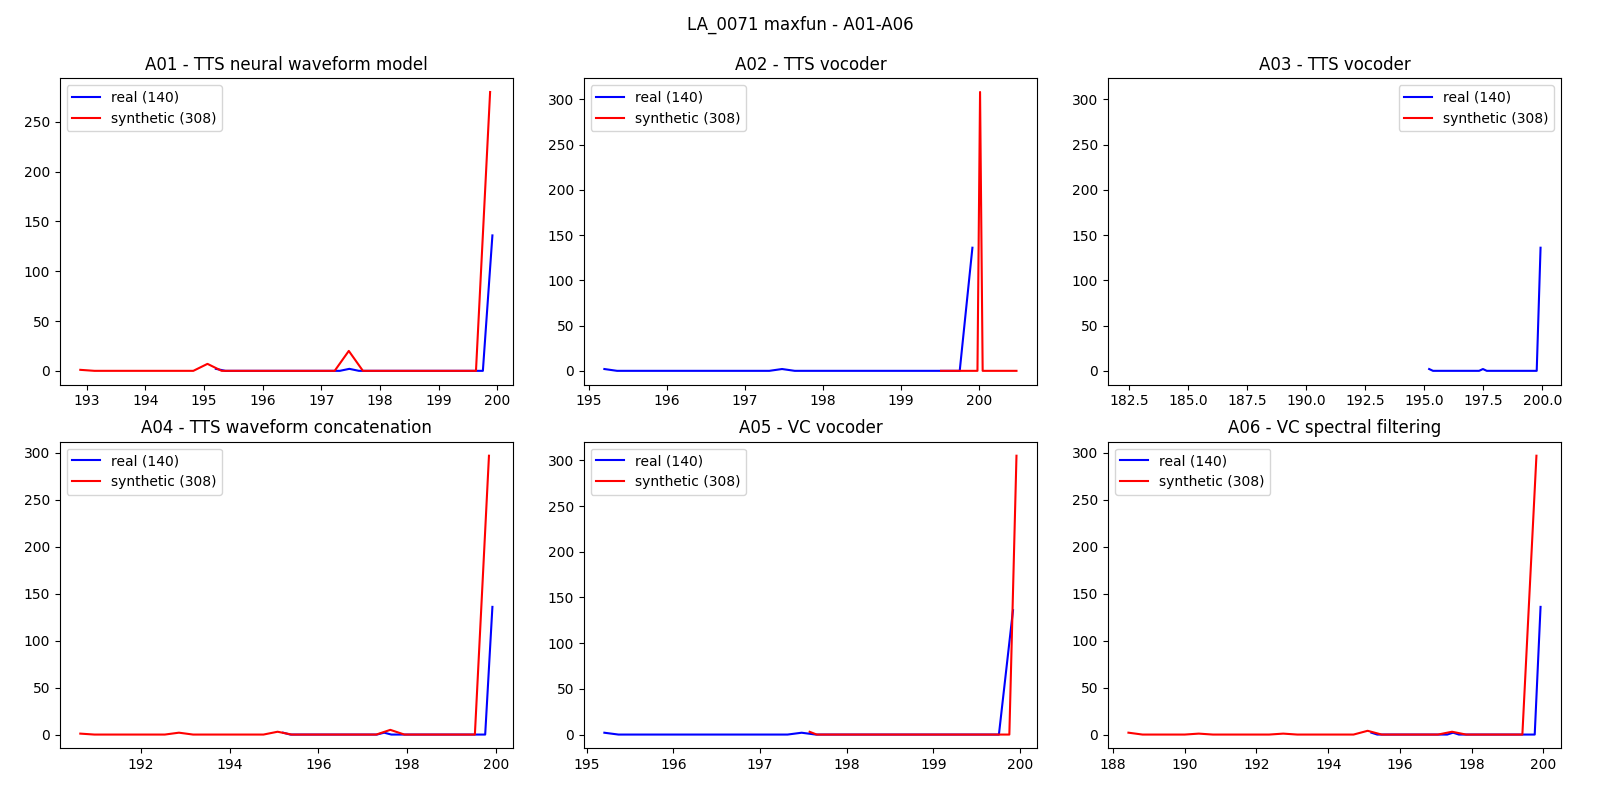 LA_0071 maxfun - A01-A06
A01 - TTS neural waveform model
real (140)
synthetic (308)
250
200
150
100
50
0
193 194 195 196 197 198 199 200
A02 - TTS vocoder
real (140)
synthetic (308)
300
250
200
150
100
50
0
195 196 197 198 199 200
A03 - TTS vocoder
real (140)
synthetic (308)
300
250
200
150
100
50
0
182.5 185.0 187.5 190.0 192.5 195.0 197.5 200.0
A04 - TTS waveform concatenation
real (140)
synthetic (308)
300
250
200
150
100
50
0
192 194 196 198 200
A05 - VC vocoder
real (140)
synthetic (308)
300
250
200
150
100
50
0
195 196 197 198 199 200
A06 - VC spectral filtering
real (140)
synthetic (308)
300
250
200
150
100
50
0
188 190 192 194 196 198 200